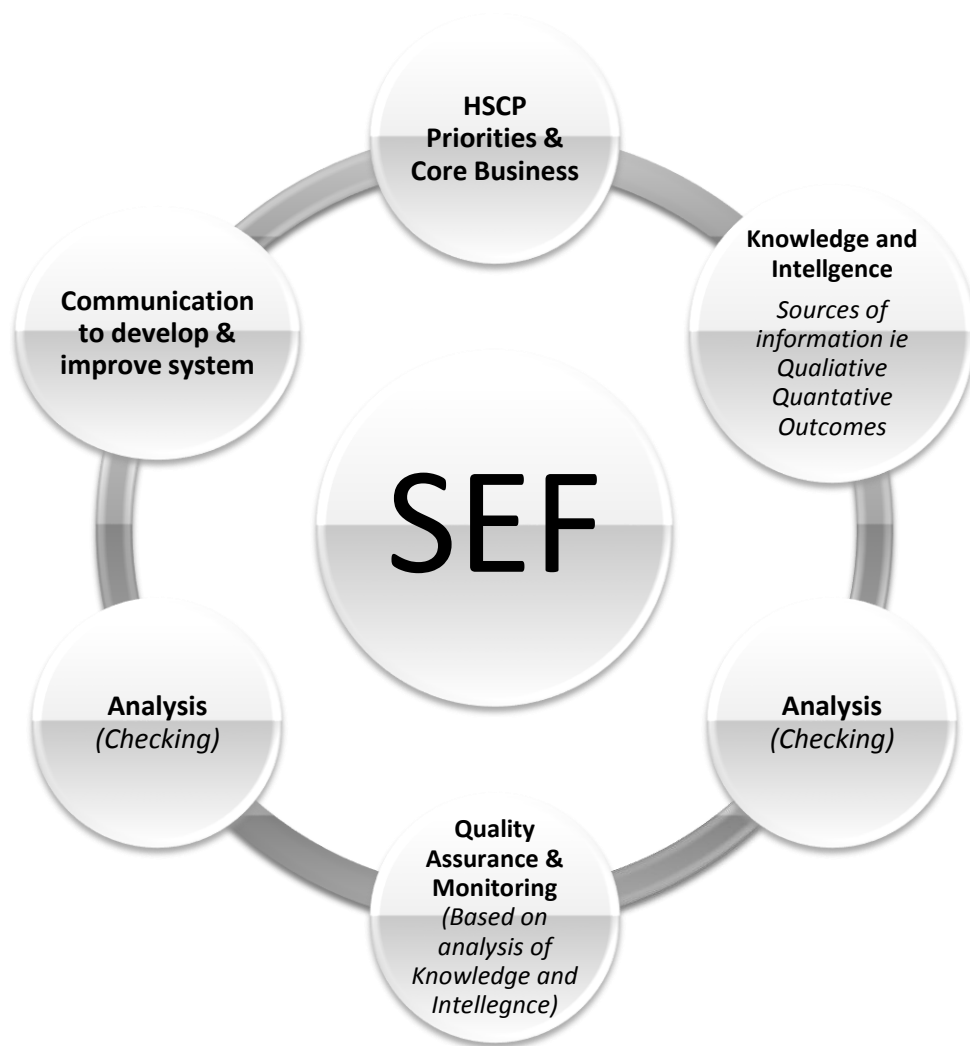 HSCP
Priorities &
Core Business
Knowledge and
Intellgence
Sources of
information ie
Qualiative
Quantative
Outcomes
Communication
to develop &
improve system
SEF
Analysis
(Checking)
Analysis
(Checking)
Quality
Assurance &
Monitoring
(Based on
analysis of
Knowledge and
Intellegnce)